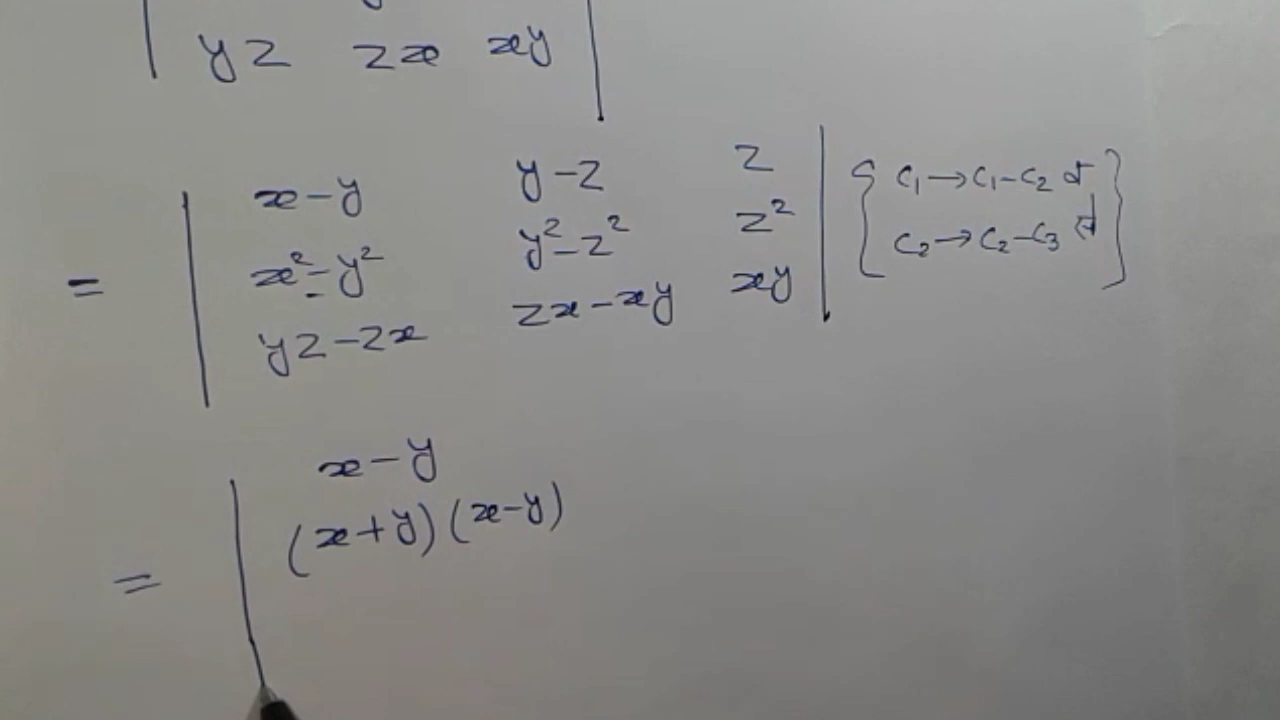 yz zx xy
= | x-y y-z z | { C₁→C₁-C₂ &
x²-y² y²-z² z² C₂→C₂-C₃ }
yz-zx zx-xy xy
x-y
= | (x+y)(x-y)